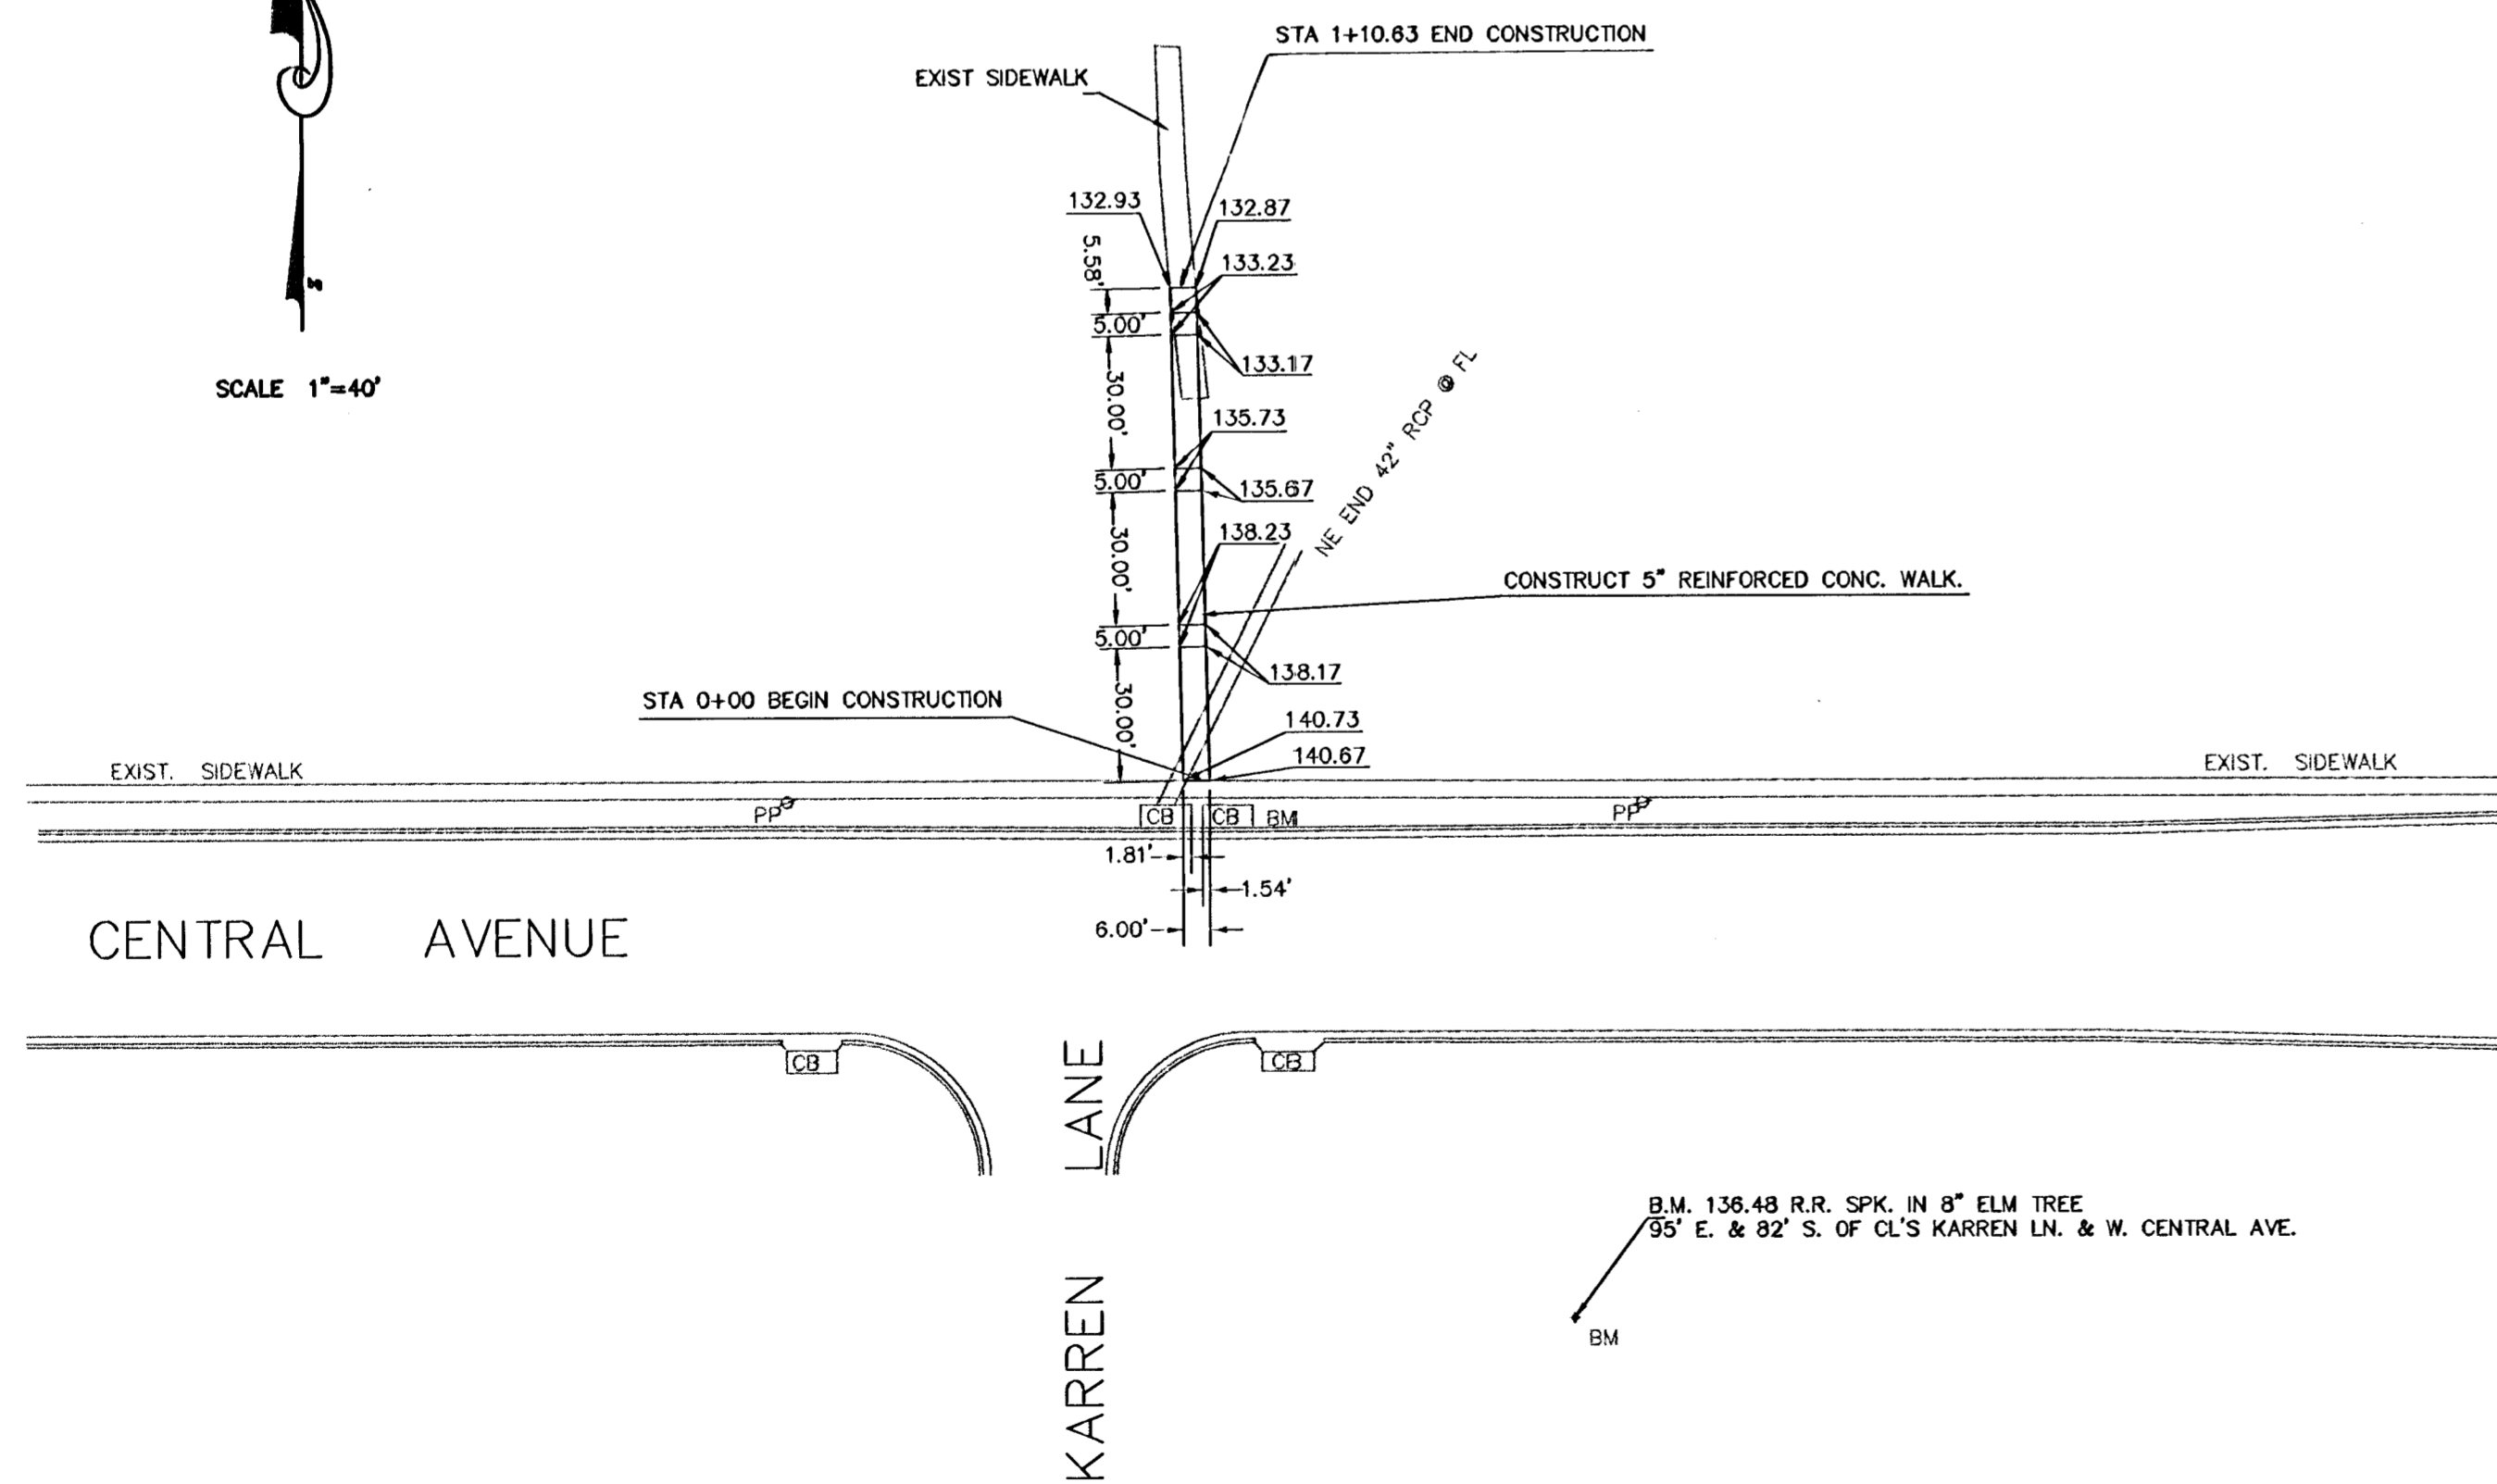 STA 1+10.63 END CONSTRUCTION
EXIST SIDEWALK
132.93
132.87
5.58'
133.23
5.00'
133.17
SCALE 1"=40'
30.00'
NE END 42" RCP @ FL
135.73
5.00'
135.67
138.23
30.00'
CONSTRUCT 5" REINFORCED CONC. WALK.
5.00'
138.17
STA 0+00 BEGIN CONSTRUCTION
30.00'
140.73
140.67
EXIST. SIDEWALK
EXIST. SIDEWALK
PP
CB
CB
BM
PP
1.81'
1.54'
6.00'
CENTRAL AVENUE
CB
CB
KARREN LANE
B.M. 136.48 R.R. SPK. IN 8" ELM TREE
95' E. & 82' S. OF CL'S KARREN LN. & W. CENTRAL AVE.
BM